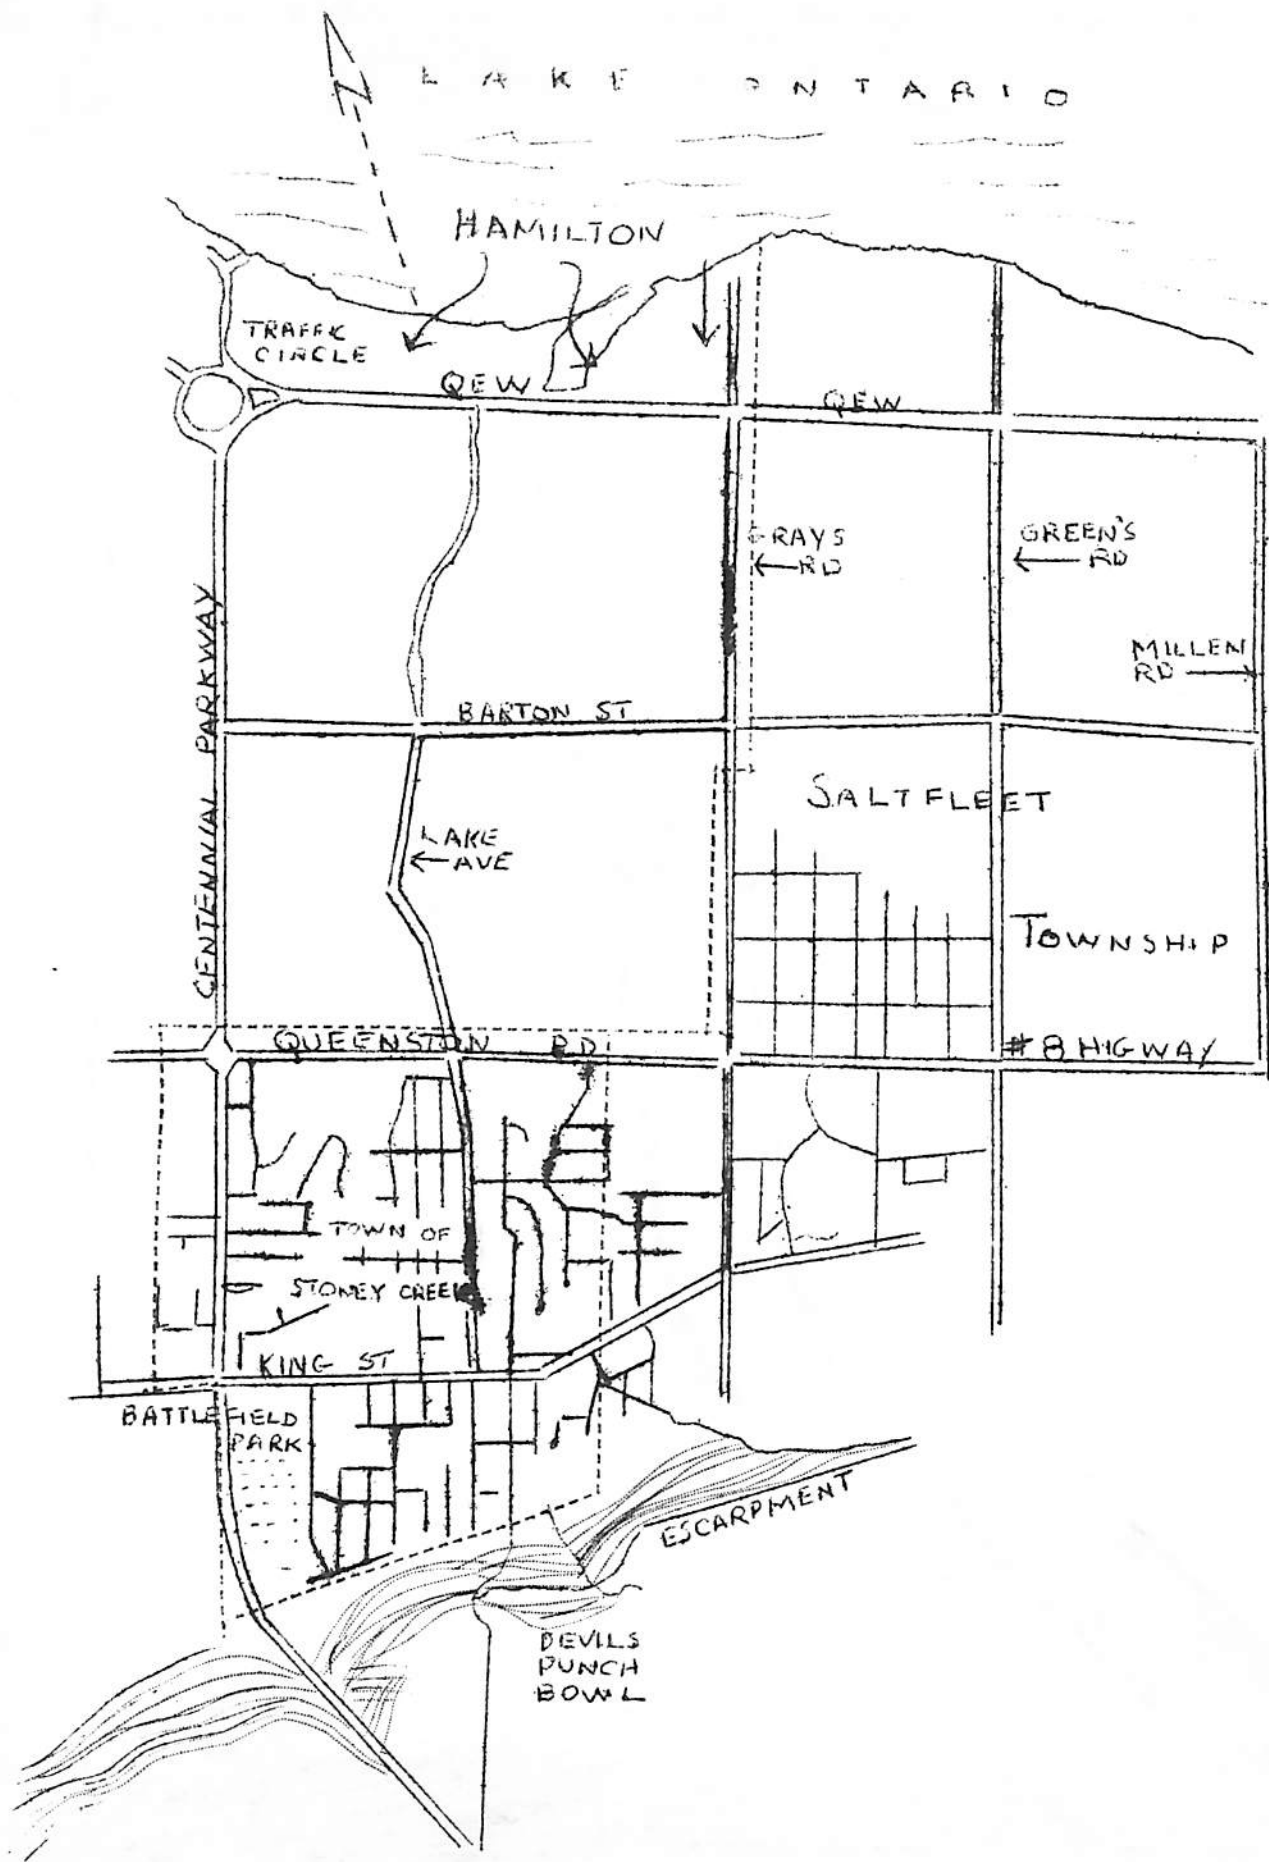 N
LAKE ONTARIO
HAMILTON
TRAFFIC
CIRCLE
QEW
QEW
GRAYS
RD
GREEN'S
RD
MILLEN
RD
CENTENNIAL PARKWAY
BARTON ST
SALTFLEET
LAKE
AVE
TOWNSHIP
QUEENSTON RD
# 8 HIGWAY
TOWN OF
STONEY CREEK
KING ST
BATTLEFIELD
PARK
ESCARPMENT
DEVILS
PUNCH
BOWL